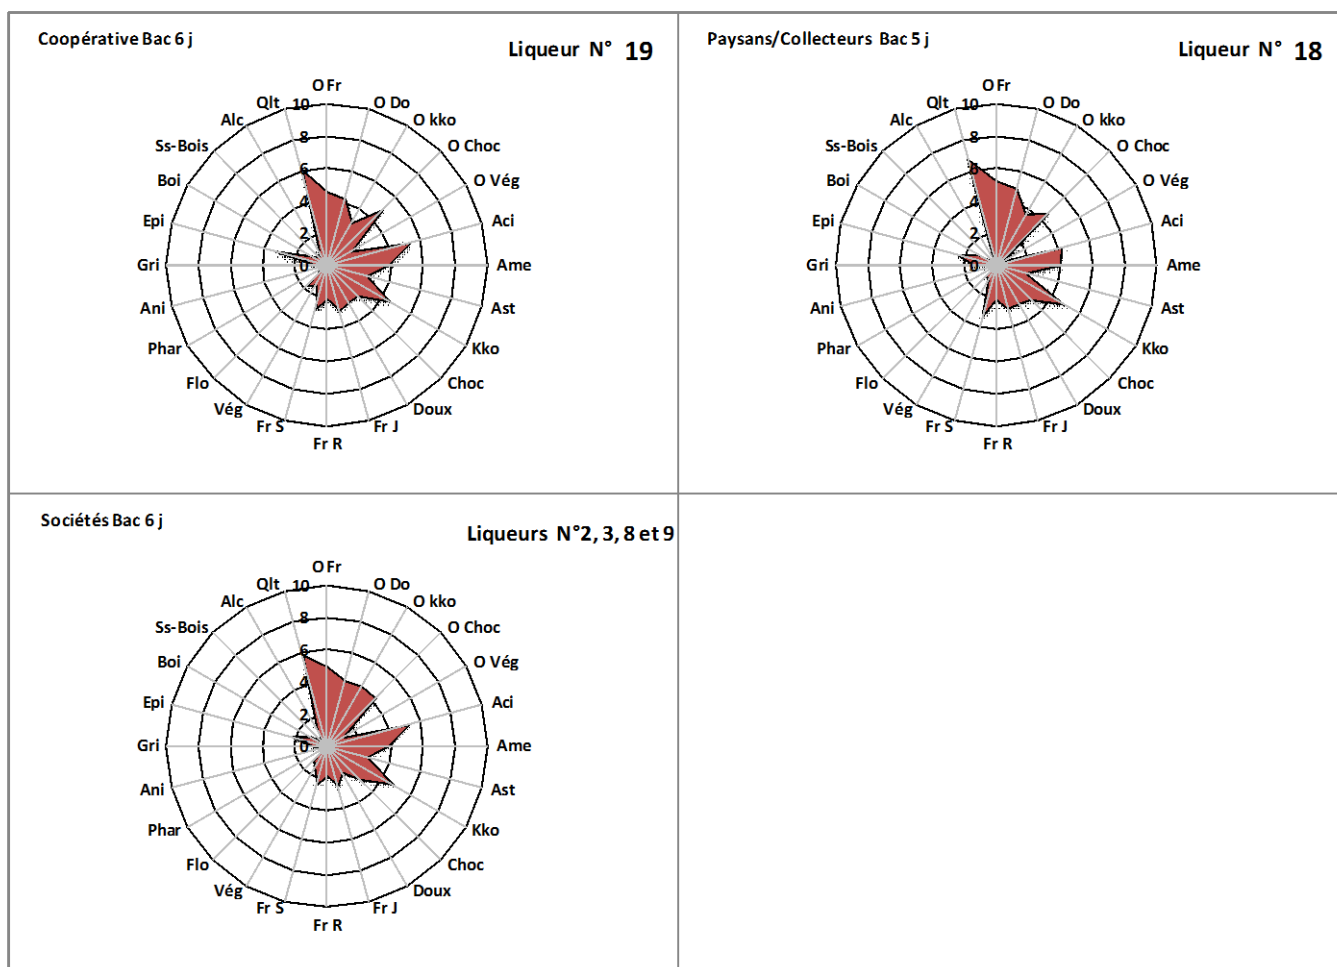 Coopérative Bac 6 j
Liqueur N° 19
O Fr
O Do
O kko
O Choc
O Vég
Aci
Ame
Ast
Kko
Choc
Doux
Fr J
Fr R
Fr S
Vég
Flo
Phar
Ani
Gri
Epi
Boi
Ss-Bois
Alc
Qlt
10
8
6
4
2
0
Paysans/Collecteurs Bac 5 j
Liqueur N° 18
O Fr
O Do
O kko
O Choc
O Vég
Aci
Ame
Ast
Kko
Choc
Doux
Fr J
Fr R
Fr S
Vég
Flo
Phar
Ani
Gri
Epi
Boi
Ss-Bois
Alc
Qlt
10
8
6
4
2
0
Sociétés Bac 6 j
Liqueurs N°2, 3, 8 et 9
O Fr
O Do
O kko
O Choc
O Vég
Aci
Ame
Ast
Kko
Choc
Doux
Fr J
Fr R
Fr S
Vég
Flo
Phar
Ani
Gri
Epi
Boi
Ss-Bois
Alc
Qlt
10
8
6
4
2
0